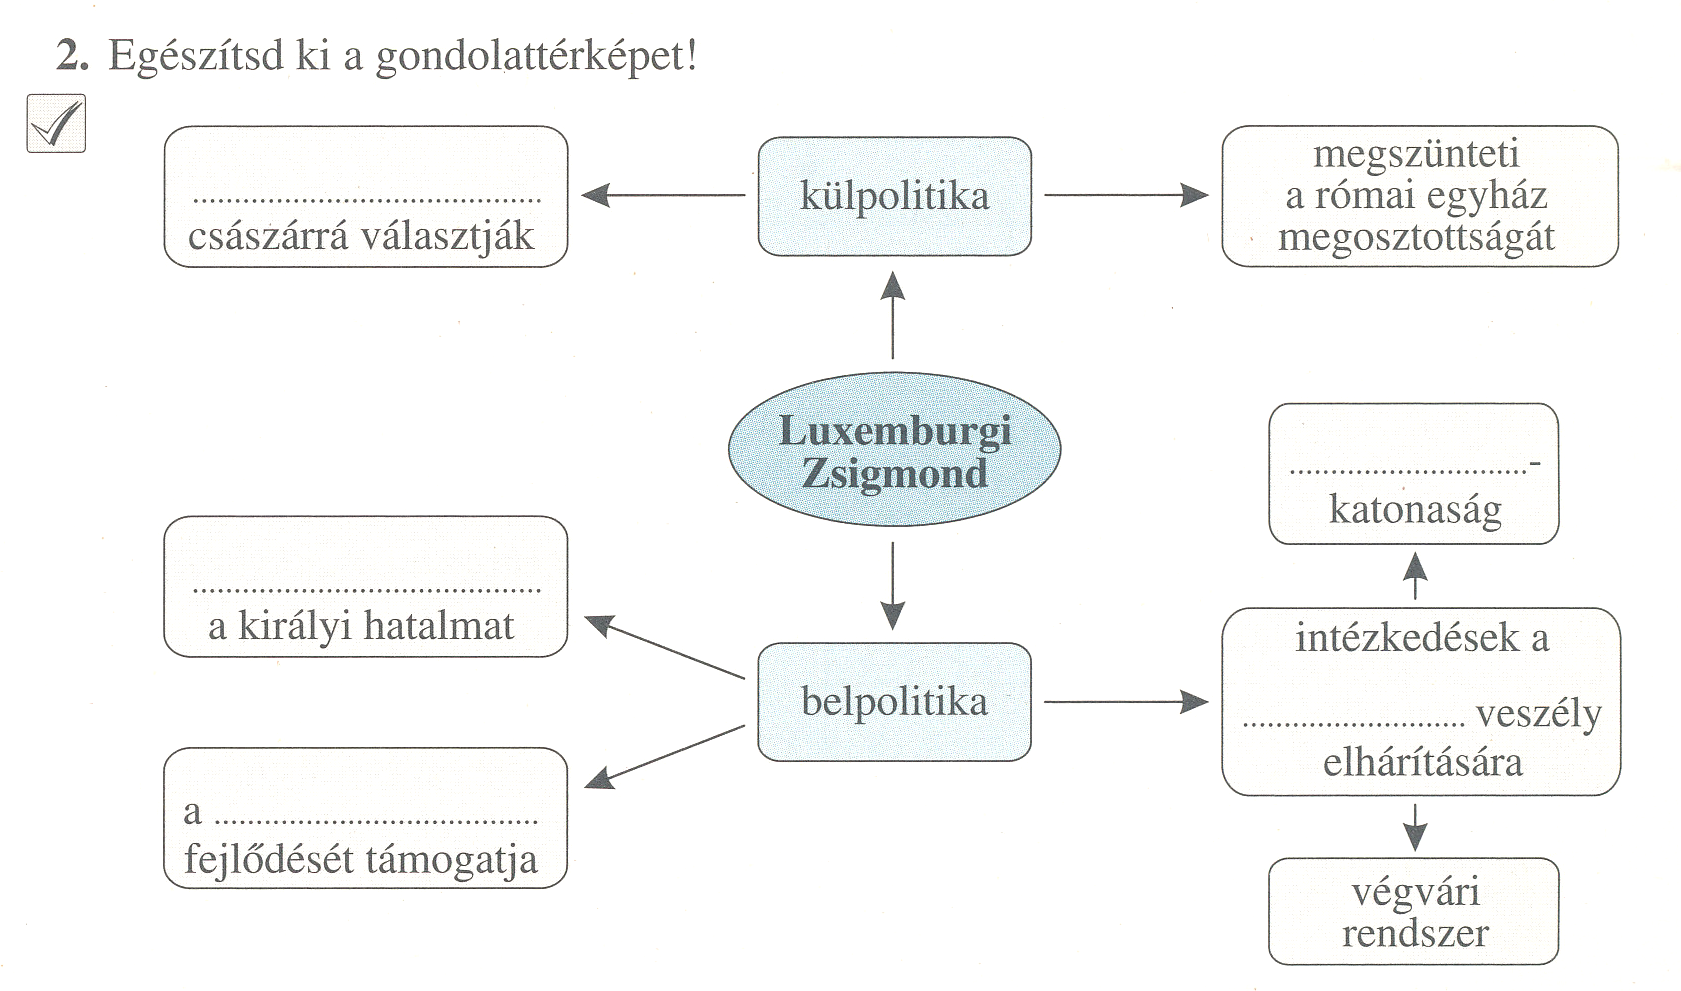 2. Egészítsd ki a gondolattérképet!
........................................
császárrá választják
külpolitika
megszünteti
a római egyház
megosztottságát
Luxemburgi
Zsigmond
...........................-
katonaság
........................................
a királyi hatalmat
belpolitika
intézkedések a
......................... veszély
elhárítására
a .....................................
fejlődését támogatja
végvári
rendszer